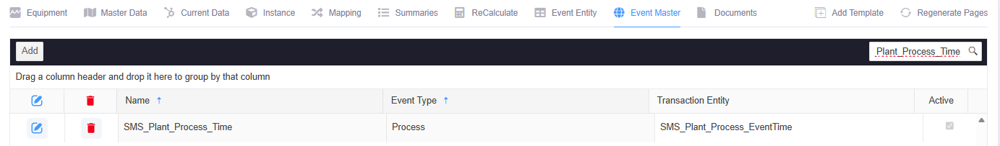 Equipment Master Data Current Data Instance Mapping Summaries ReCalculate Event Entity Event Master Documents Add Template Regenerate Pages
Add Plant_Process_Time
Drag a column header and drop it here to group by that column
Name Event Type Transaction Entity Active
SMS_Plant_Process_Time Process SMS_Plant_Process_EventTime